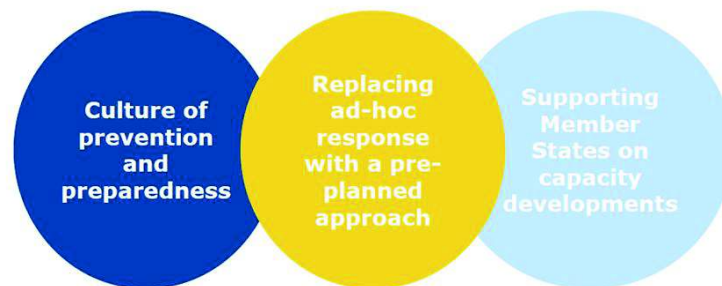 Culture of
prevention
and
preparedness
Replacing
ad-hoc
response
with a pre-
planned
approach
Supporting
Member
States on
capacity
developments